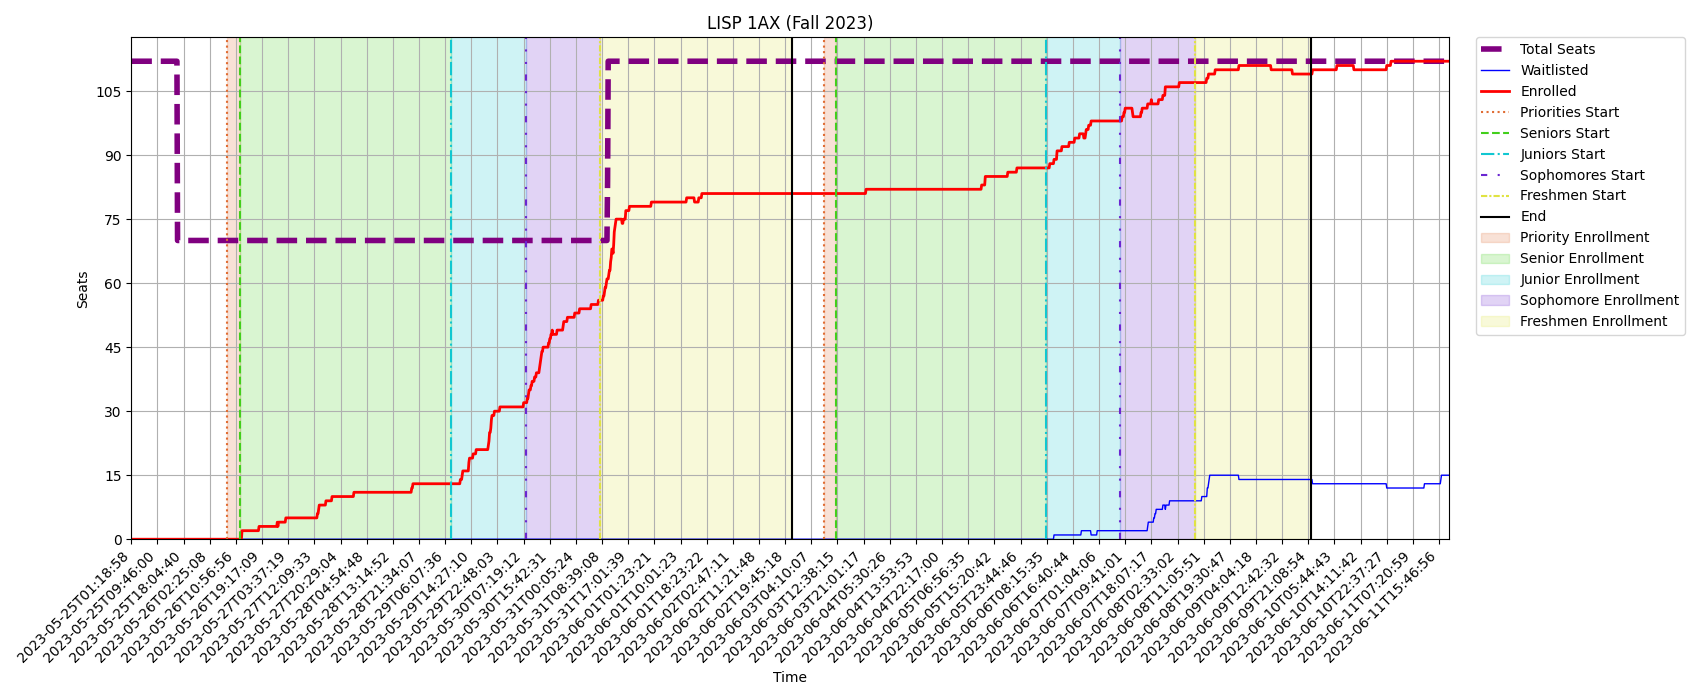 LISP 1AX (Fall 2023)
Seats
105
90
75
60
45
30
15
0
2023-05-25T01:18:58
2023-05-25T09:46:00
2023-05-25T18:04:40
2023-05-26T02:25:08
2023-05-26T10:56:56
2023-05-26T19:17:09
2023-05-27T03:37:19
2023-05-27T12:09:33
2023-05-27T20:29:04
2023-05-28T04:54:48
2023-05-28T13:14:52
2023-05-28T21:34:07
2023-05-29T06:07:36
2023-05-29T14:27:10
2023-05-29T22:48:03
2023-05-30T07:19:12
2023-05-30T15:42:31
2023-05-31T00:05:24
2023-05-31T08:39:08
2023-05-31T17:01:39
2023-06-01T01:23:21
2023-06-01T10:01:23
2023-06-01T18:23:22
2023-06-02T02:47:11
2023-06-02T11:21:48
2023-06-02T19:45:18
2023-06-03T04:10:07
2023-06-03T12:38:15
2023-06-03T21:01:17
2023-06-04T05:30:26
2023-06-04T13:53:53
2023-06-04T22:17:00
2023-06-05T06:56:35
2023-06-05T15:20:42
2023-06-05T23:44:46
2023-06-06T08:15:35
2023-06-06T16:40:44
2023-06-07T01:04:06
2023-06-07T09:41:01
2023-06-07T18:07:17
2023-06-08T02:33:02
2023-06-08T11:05:51
2023-06-08T19:30:47
2023-06-09T04:04:18
2023-06-09T12:42:32
2023-06-09T21:08:54
2023-06-10T05:44:43
2023-06-10T14:11:42
2023-06-10T22:37:27
2023-06-11T07:20:59
2023-06-11T15:46:56
Time
Total Seats
Waitlisted
Enrolled
Priorities Start
Seniors Start
Juniors Start
Sophomores Start
Freshmen Start
End
Priority Enrollment
Senior Enrollment
Junior Enrollment
Sophomore Enrollment
Freshmen Enrollment